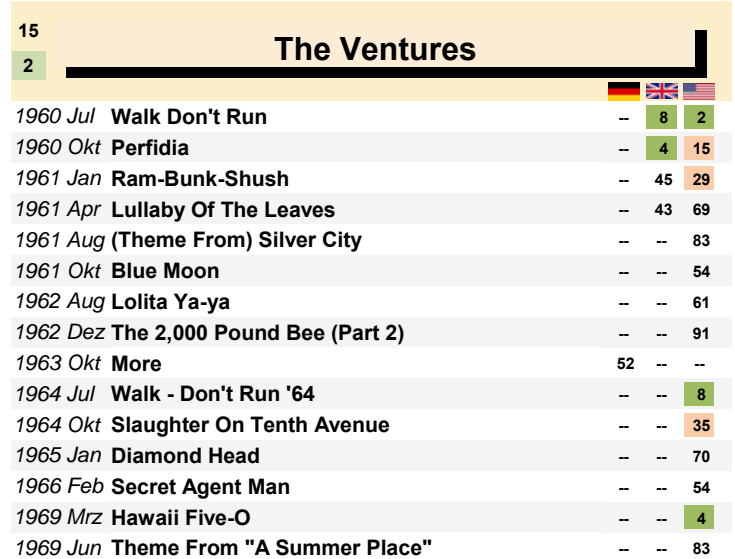 15
The Ventures
2
1960 Jul Walk Don't Run -- 8 2
1960 Okt Perfidia -- 4 15
1961 Jan Ram-Bunk-Shush -- 45 29
1961 Apr Lullaby Of The Leaves -- 43 69
1961 Aug (Theme From) Silver City -- -- 83
1961 Okt Blue Moon -- -- 54
1962 Aug Lolita Ya-ya -- -- 61
1962 Dez The 2,000 Pound Bee (Part 2) -- -- 91
1963 Okt More 52 -- --
1964 Jul Walk - Don't Run '64 -- -- 8
1964 Okt Slaughter On Tenth Avenue -- -- 35
1965 Jan Diamond Head -- -- 70
1966 Feb Secret Agent Man -- -- 54
1969 Mrz Hawaii Five-O -- -- 4
1969 Jun Theme From "A Summer Place" -- -- 83